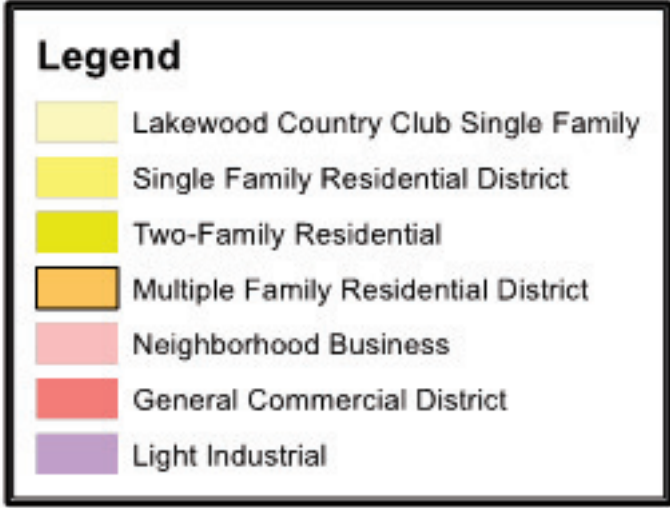 Legend
Lakewood Country Club Single Family
Single Family Residential District
Two-Family Residential
Multiple Family Residential District
Neighborhood Business
General Commercial District
Light Industrial